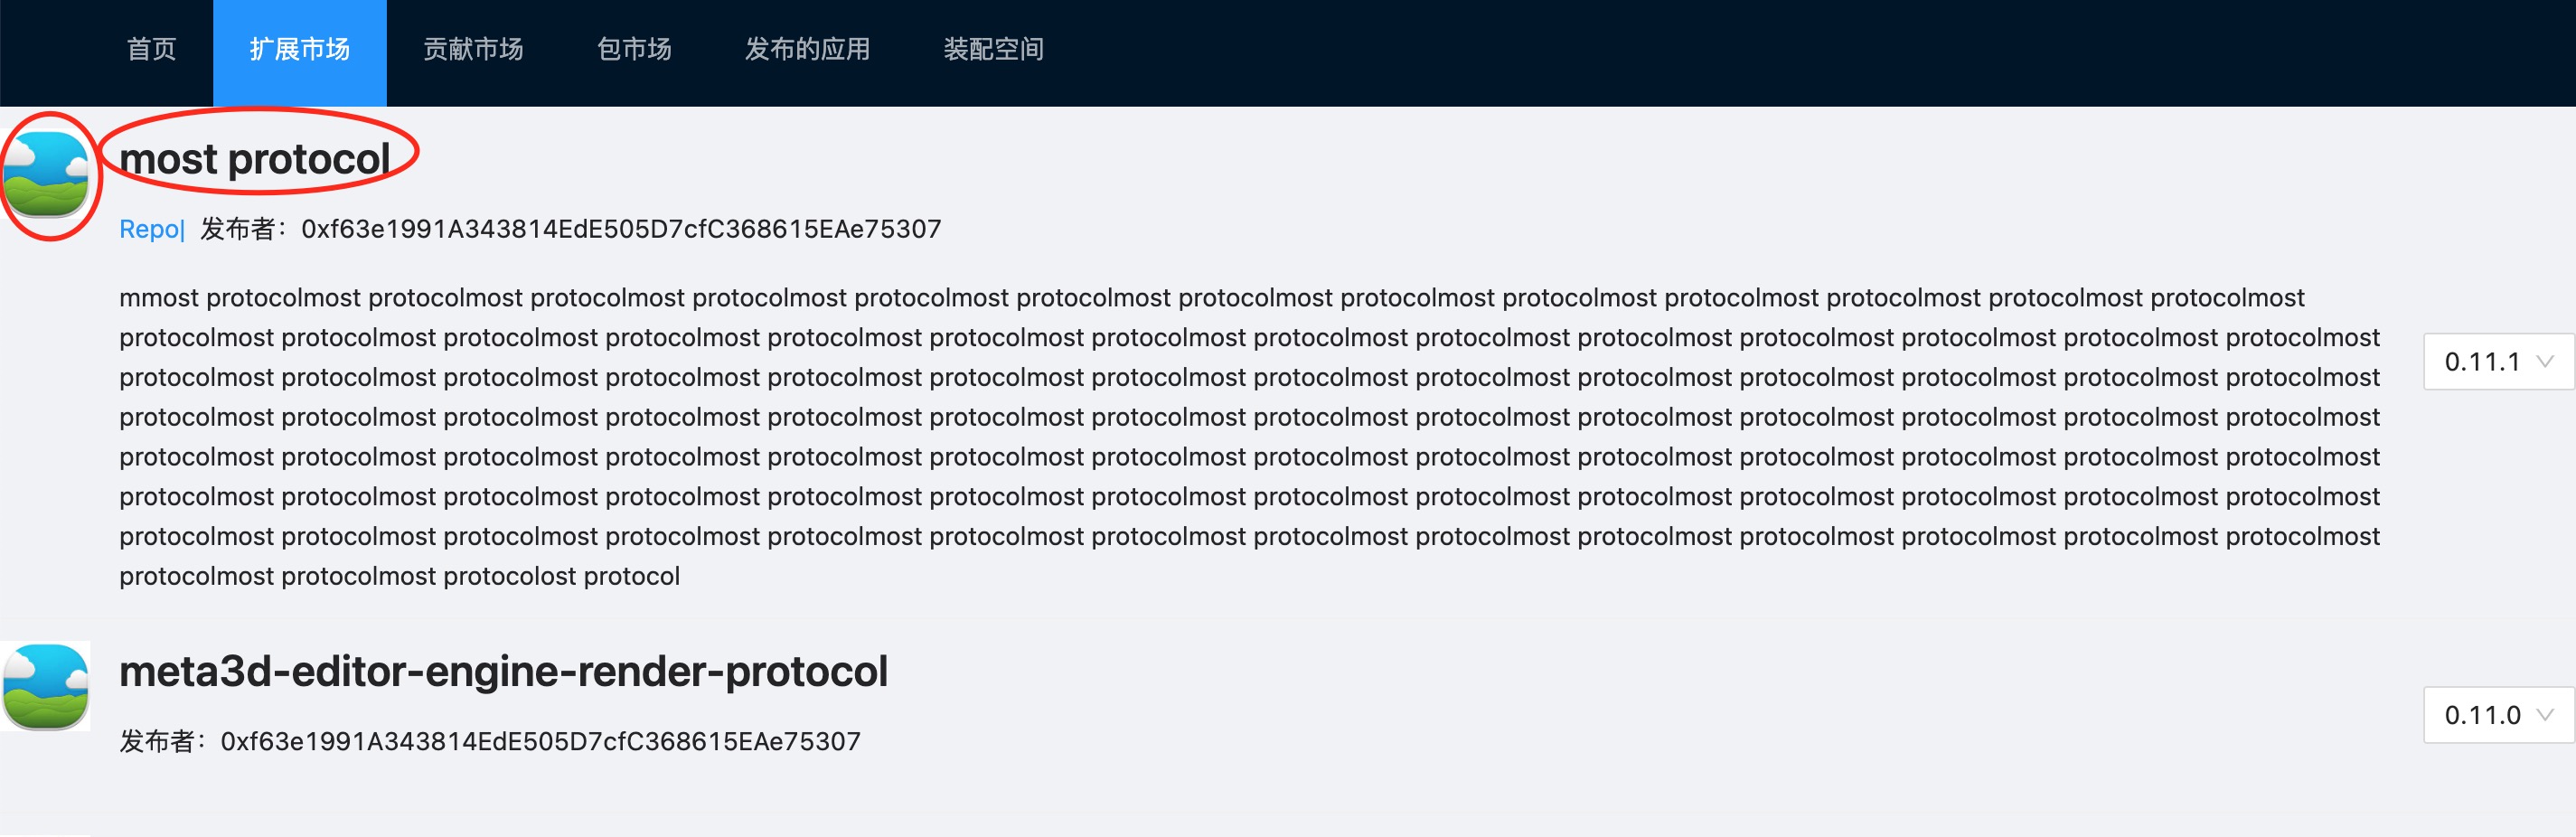 首页 扩展市场 贡献市场 包市场 发布的应用 装配空间
most protocol
Repo| 发布者：0xf63e1991A343814EdE505D7cfC368615EAe75307
mmost protocolmost protocolmost protocolmost protocolmost protocolmost protocolmost protocolmost protocolmost protocolmost protocolmost protocolmost protocolmost protocolmost
protocolmost protocolmost protocolmost protocolmost protocolmost protocolmost protocolmost protocolmost protocolmost protocolmost protocolmost protocolmost protocolmost protocolmost
protocolmost protocolmost protocolmost protocolmost protocolmost protocolmost protocolmost protocolmost protocolmost protocolmost protocolmost protocolmost protocolmost protocolmost
protocolmost protocolmost protocolmost protocolmost protocolmost protocolmost protocolmost protocolmost protocolmost protocolmost protocolmost protocolmost protocolmost protocolmost
protocolmost protocolmost protocolmost protocolmost protocolmost protocolmost protocolmost protocolmost protocolmost protocolmost protocolmost protocolmost protocolmost protocolmost
protocolmost protocolmost protocolmost protocolmost protocolmost protocolmost protocolmost protocolmost protocolmost protocolmost protocolmost protocolmost protocolmost protocolmost
protocolmost protocolmost protocolmost protocolmost protocolmost protocolmost protocolmost protocolmost protocolmost protocolmost protocolmost protocolmost protocolmost protocolmost
protocolmost protocolmost protocolost protocol
0.11.1
meta3d-editor-engine-render-protocol
发布者：0xf63e1991A343814EdE505D7cfC368615EAe75307
0.11.0